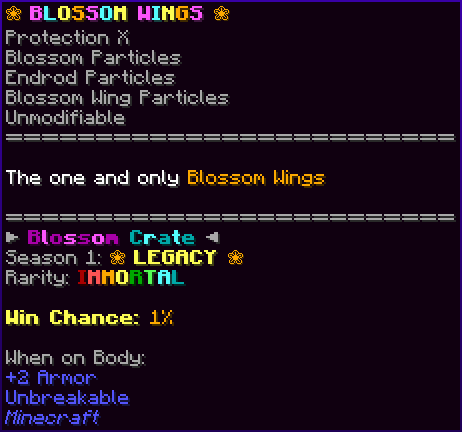 ❀ BLOSSOM WINGS ❀
Protection X
Blossom Particles
Endrod Particles
Blossom Wing Particles
Unmodifiable
===========================
The one and only Blossom Wings
===========================
► Blossom Crate ◄
Season 1: ❀ LEGACY ❀
Rarity: IMMORTAL
Win Chance: 1%
When on Body:
+2 Armor
Unbreakable
Minecraft